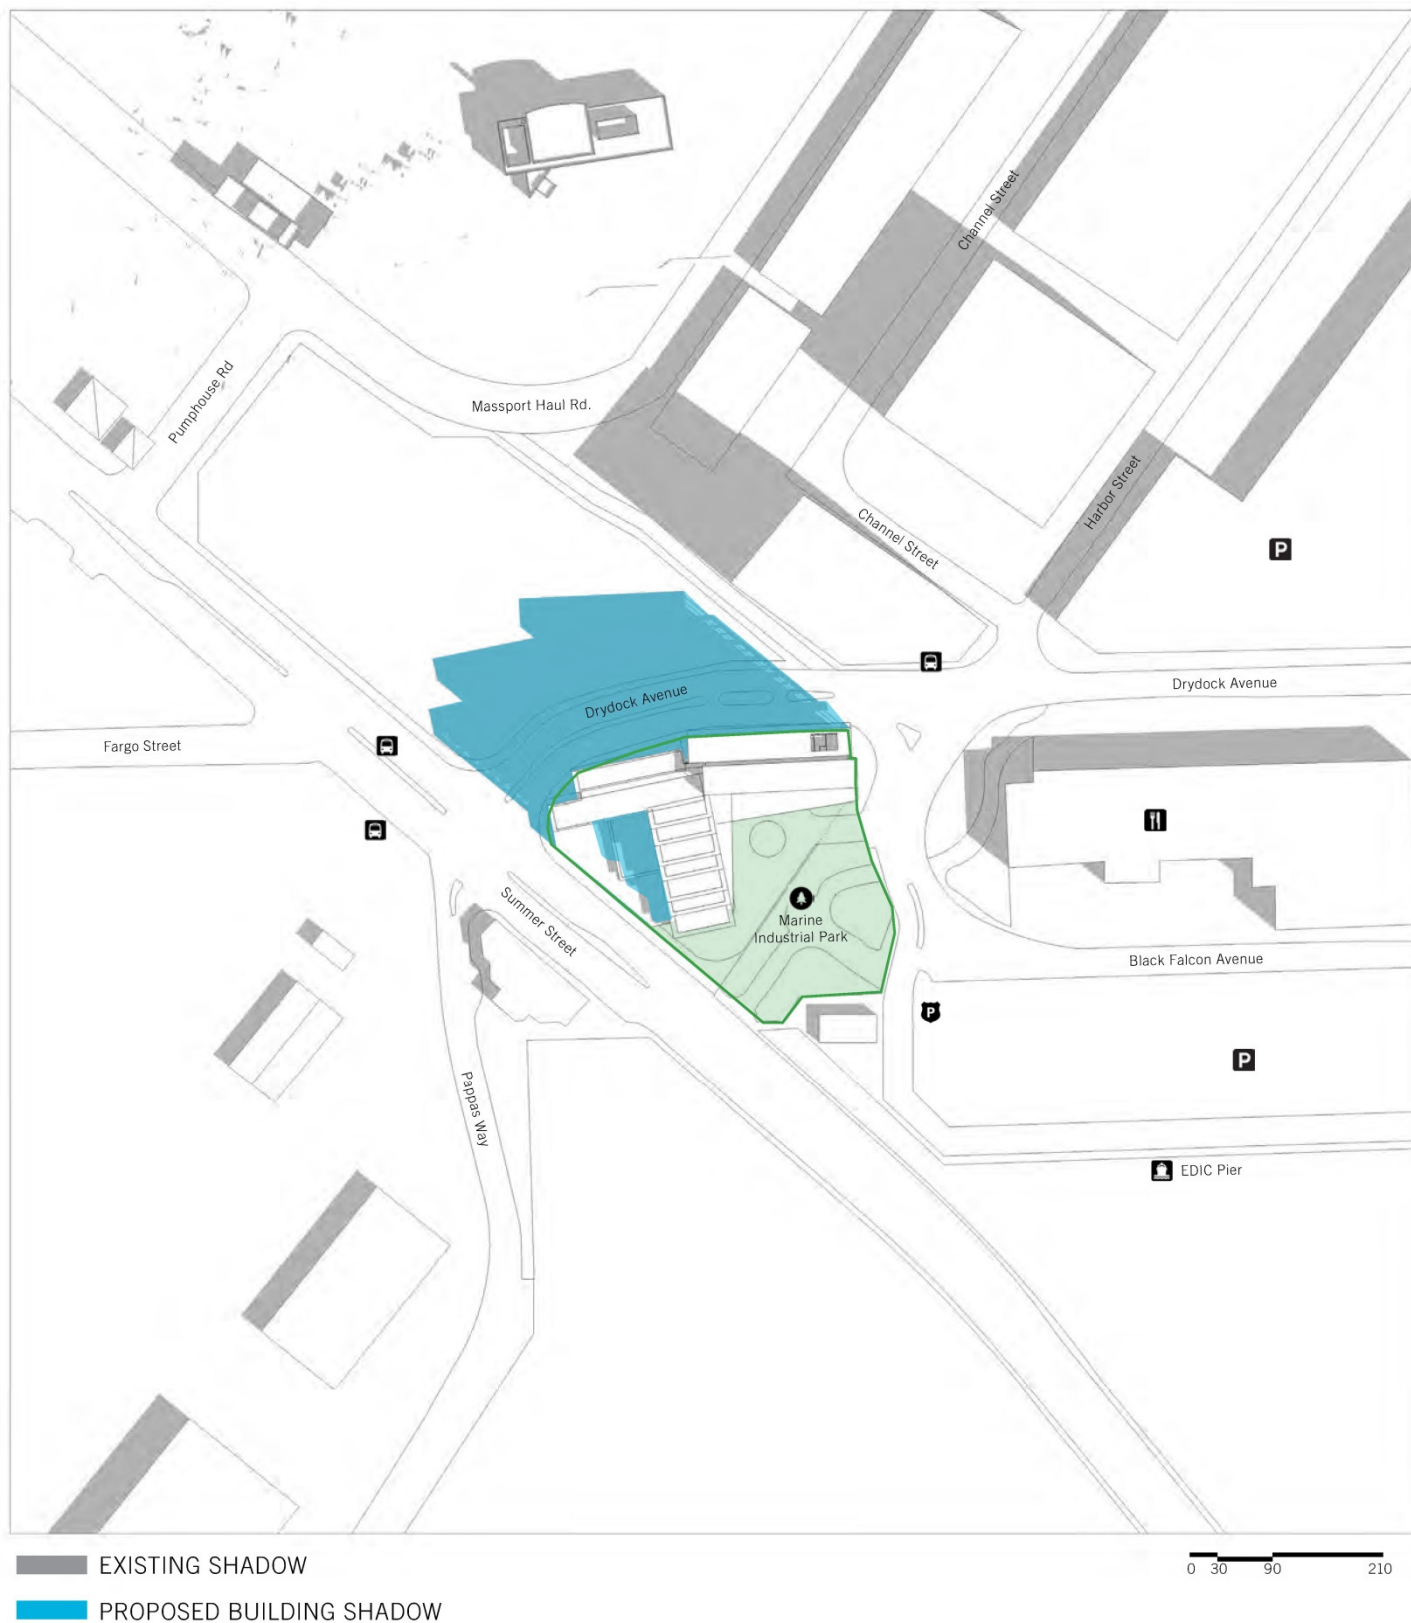 Channel Street
Pumphouse Rd
Massport Haul Rd.
Harbor Street
Channel Street
P
Drydock Avenue
Drydock Avenue
Fargo Street
Summer Street
Marine
Industrial Park
Black Falcon Avenue
P
P
Pappas Way
EDIC Pier
EXISTING SHADOW
0 30 90 210
PROPOSED BUILDING SHADOW